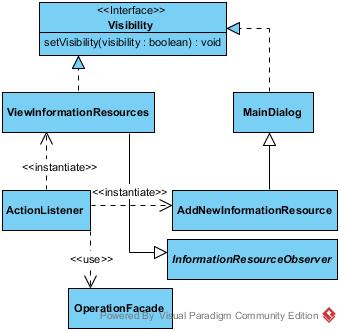 <<Interface>>
Visibility
setVisibility(visibility : boolean) : void
ViewInformationResources
MainDialog
<<instantiate>>
<<instantiate>>
ActionListener
AddNewInformationResource
InformationResourceObserver
<<use>>
OperationFacade
Powered By Visual Paradigm Community Edition